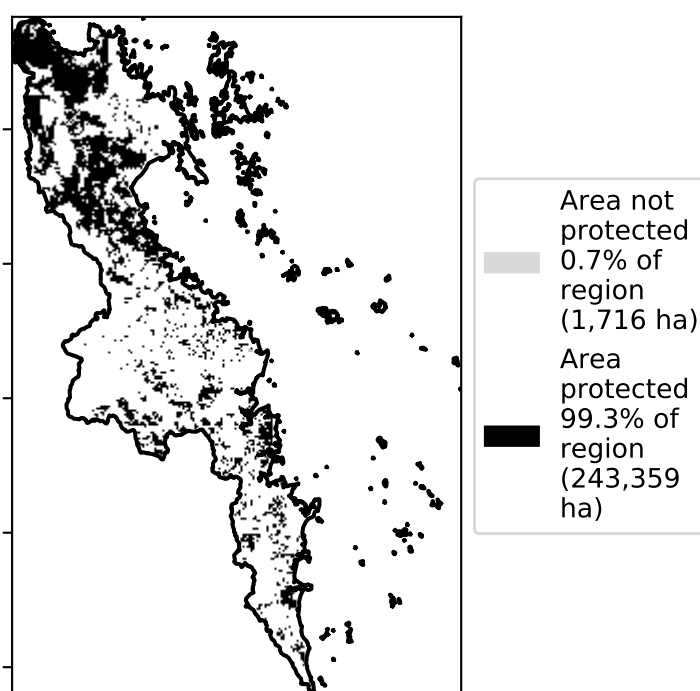 Area not
protected
0.7% of
region
(1,716 ha)
Area
protected
99.3% of
region
(243,359
ha)